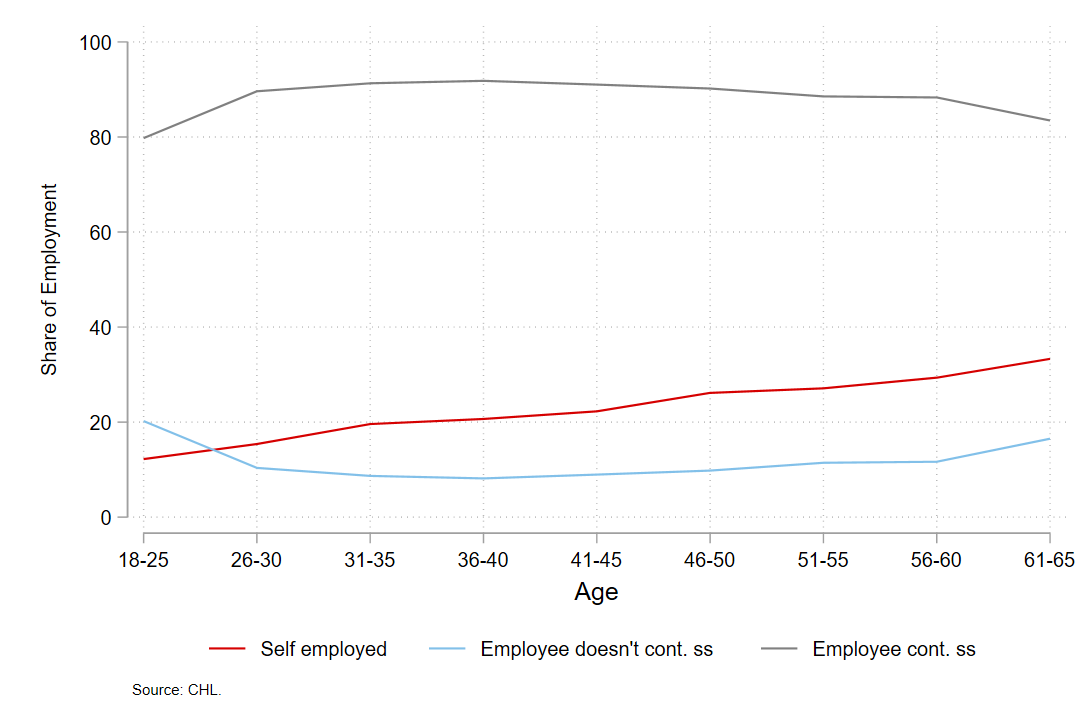 100
80
60
40
20
0
Share of Employment
18-25 26-30 31-35 36-40 41-45 46-50 51-55 56-60 61-65
Age
Self employed Employee doesn't cont. ss Employee cont. ss
Source: CHL.